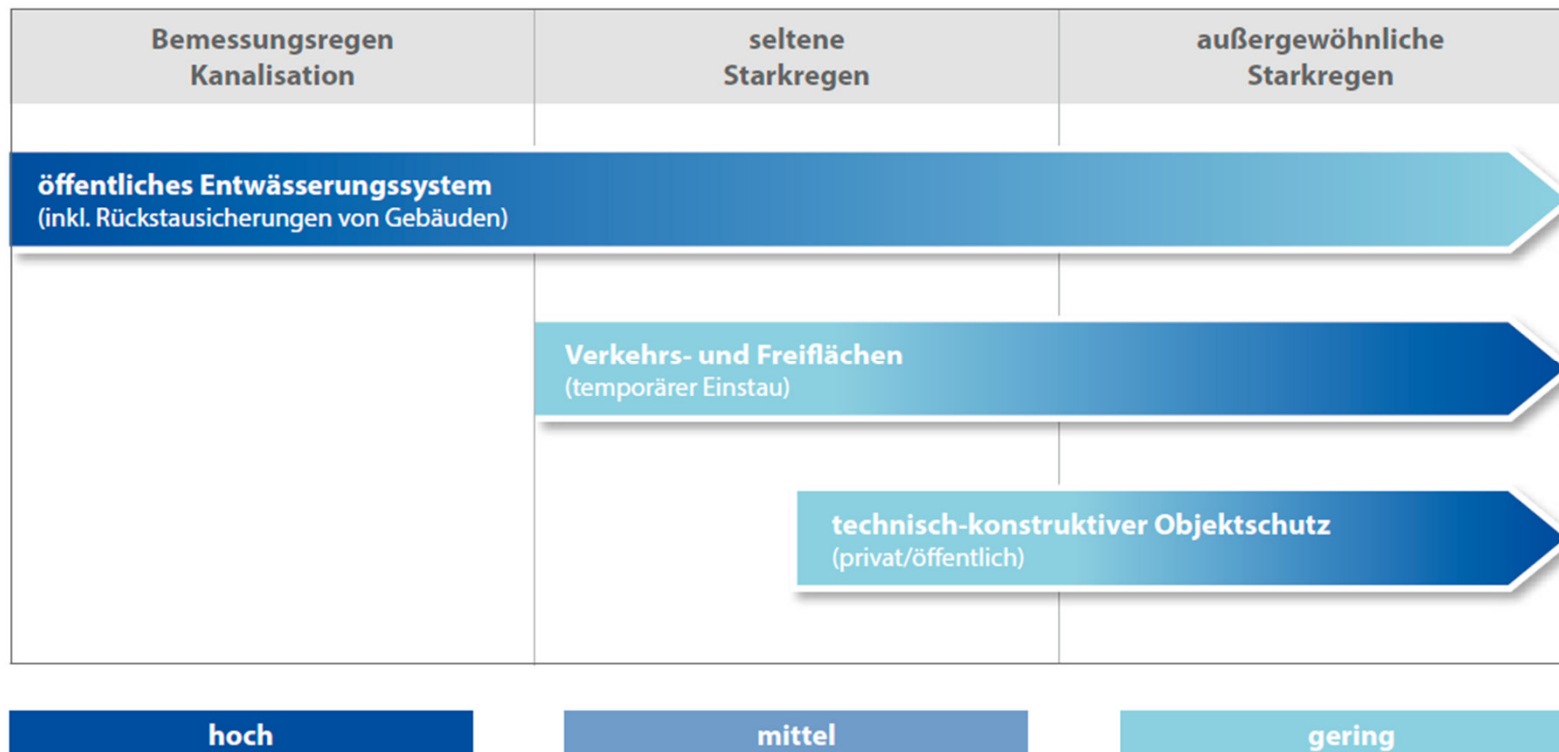 Bemessungsregen
Kanalisation
seltene
Starkregen
außergewöhnliche
Starkregen
öffentliches Entwässerungssystem
(inkl. Rückstausicherungen von Gebäuden)
Verkehrs- und Freiflächen
(temporärer Einstau)
technisch-konstruktiver Objektschutz
(privat/öffentlich)
hoch
mittel
gering